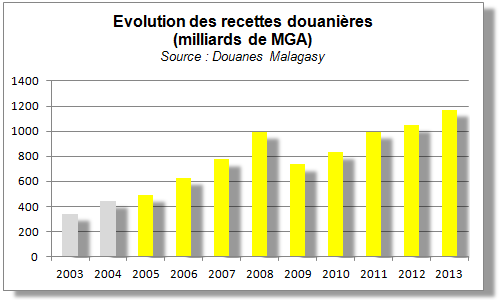 Evolution des recettes douanières
(milliards de MGA)
Source : Douanes Malagasy
1400
1200
1000
800
600
400
200
0
2003 2004 2005 2006 2007 2008 2009 2010 2011 2012 2013